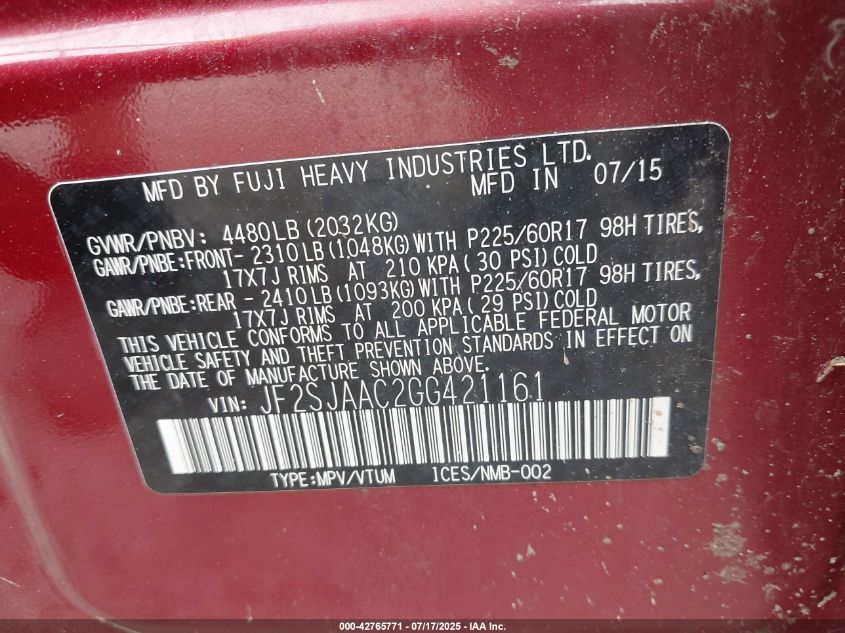 MFD BY FUJI HEAVY INDUSTRIES LTD.
MFD IN 07/15
GVWR/PNBV: 4480LB(2032KG)
GAWR/PNBE:FRONT- 2310LB(1048KG)WITH P225/60R17 98H TIRES,
17X7J RIMS AT 210 KPA( 30 PSI)COLD
GAWR/PNBE:REAR - 2410LB(1093KG)WITH P225/60R17 98H TIRES,
17X7J RIMS AT 200 KPA( 29 PSI)COLD
THIS VEHICLE CONFORMS TO ALL APPLICABLE FEDERAL MOTOR
VEHICLE SAFETY AND THEFT PREVENTION STANDARDS IN EFFECT ON
THE DATE OF MANUFACTURE SHOWN ABOVE.
VIN: JF2SJAAC2GG421161
TYPE:MPV/VTUM ICES/NMB-002
000-42765771 - 07/17/2025 - IAA Inc.